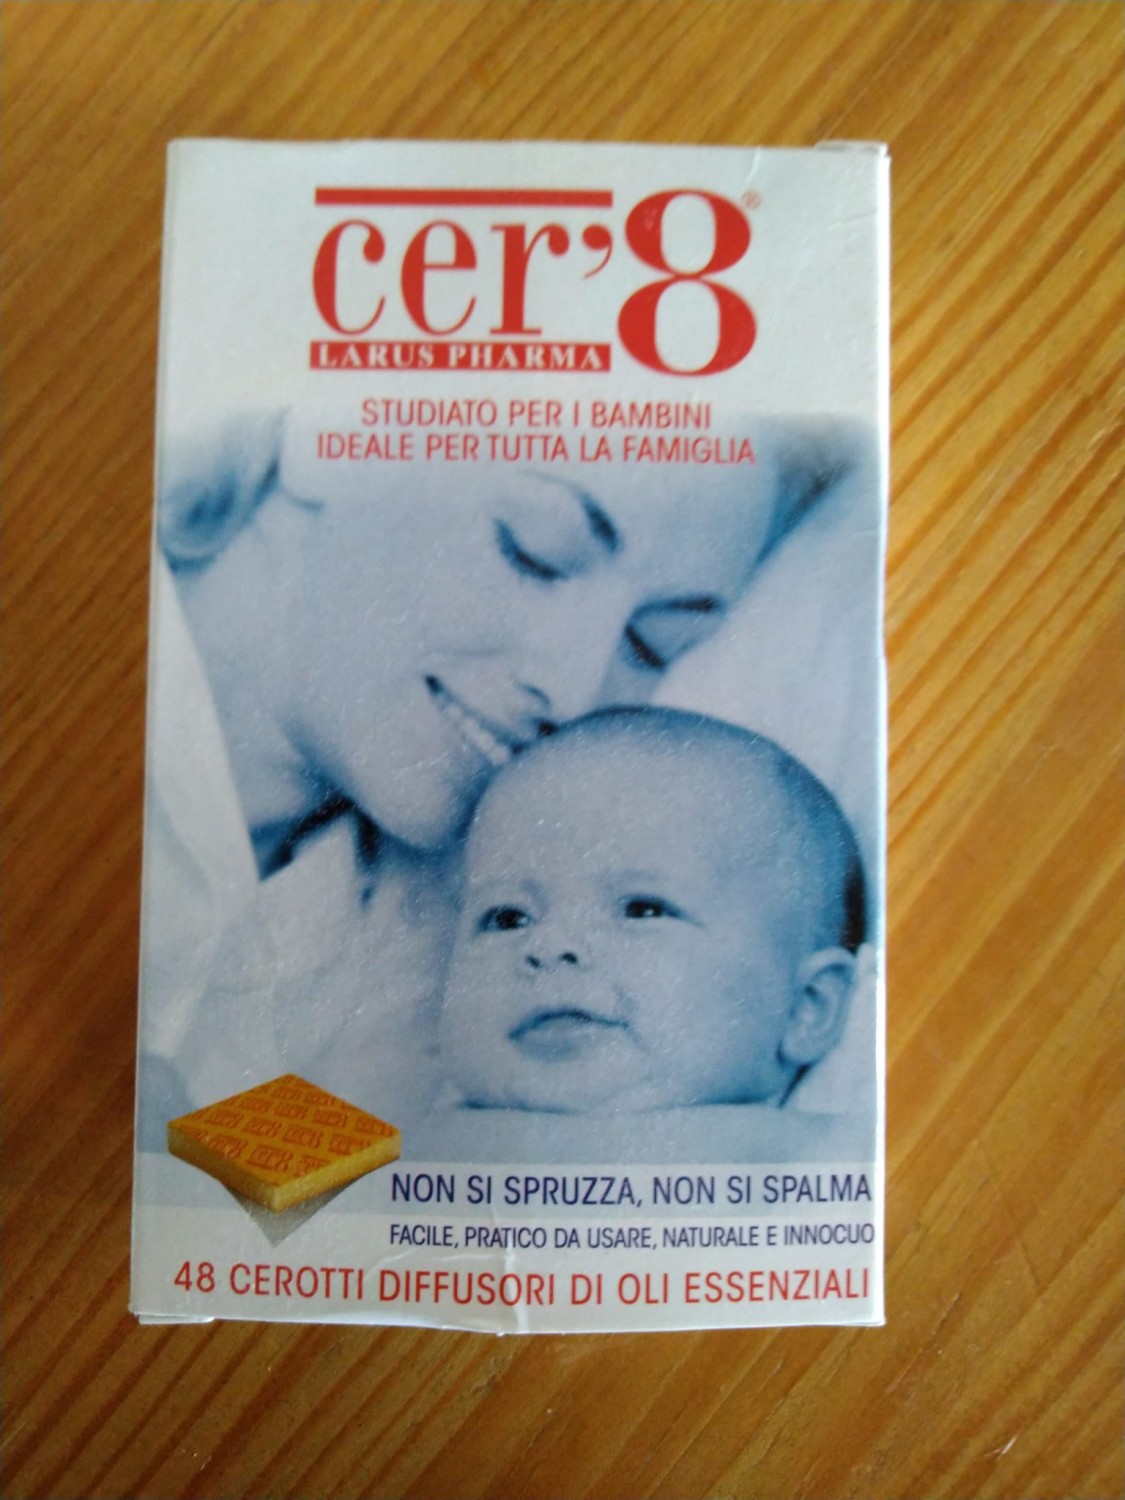 cer'8®
LARUS PHARMA
STUDIATO PER I BAMBINI
IDEALE PER TUTTA LA FAMIGLIA
NON SI SPRUZZA, NON SI SPALMA
FACILE, PRATICO DA USARE, NATURALE E INNOCUO
48 CEROTTI DIFFUSORI DI OLI ESSENZIALI